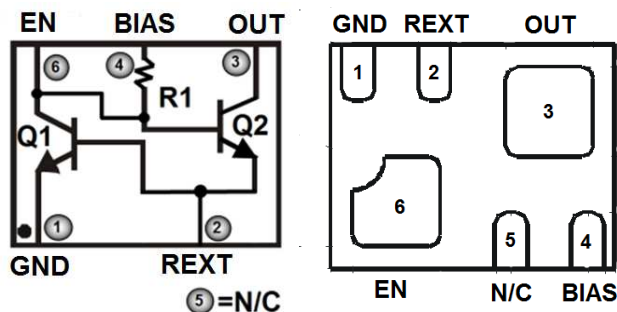 EN BIAS OUT
6 4 3
R1
Q1 Q2
1 2
GND REXT
5 =N/C
GND REXT OUT
1 2
3
6
5 4
EN N/C BIAS